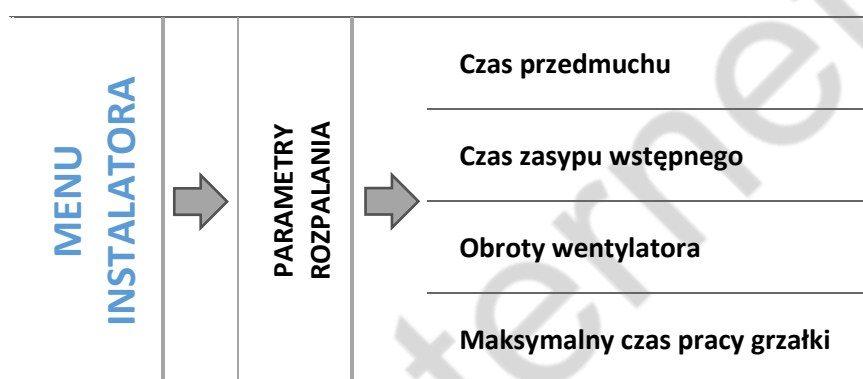 MENU
INSTALATORA
PARAMETRY
ROZPALANIA
Czas przedmuchu
Czas zasypu wstępnego
Obroty wentylatora
Maksymalny czas pracy grzałki